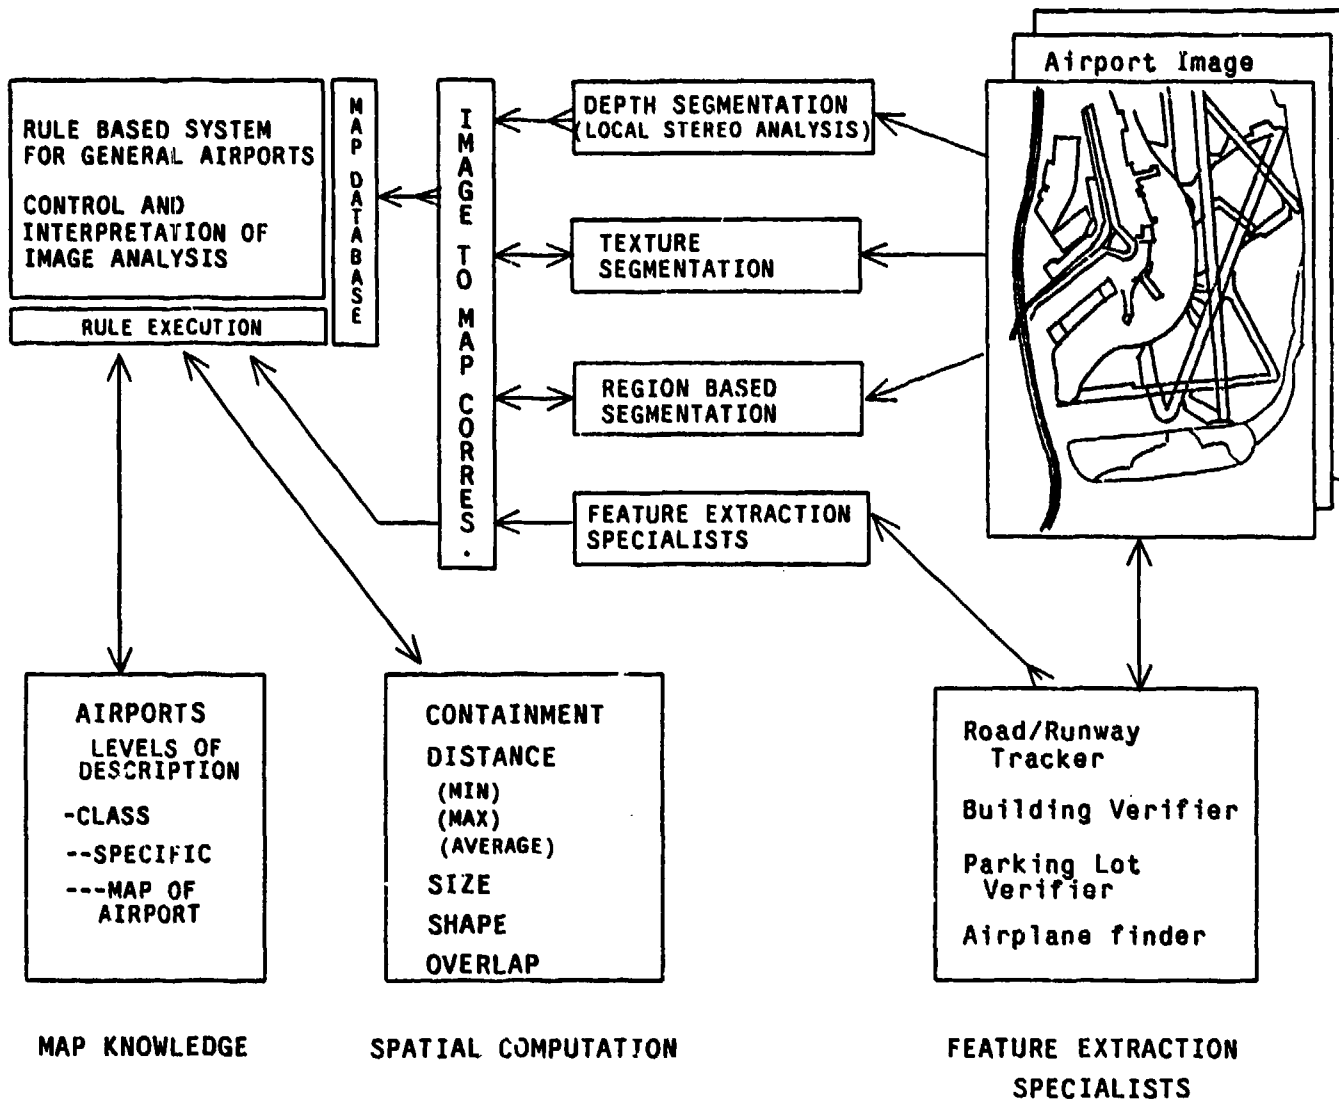 Airport Image
RULE BASED SYSTEM
FOR GENERAL AIRPORTS
CONTROL AND
INTERPRETATION OF
IMAGE ANALYSIS
RULE EXECUTION
MAP DATABASE
IMAGE TO MAP CORRES.
DEPTH SEGMENTATION
(LOCAL STEREO ANALYSIS)
TEXTURE
SEGMENTATION
REGION BASED
SEGMENTATION
FEATURE EXTRACTION
SPECIALISTS
AIRPORTS
LEVELS OF
DESCRIPTION
-CLASS
--SPECIFIC
---MAP OF
AIRPORT
MAP KNOWLEDGE
CONTAINMENT
DISTANCE
(MIN)
(MAX)
(AVERAGE)
SIZE
SHAPE
OVERLAP
SPATIAL COMPUTATION
Road/Runway
Tracker
Building Verifier
Parking Lot
Verifier
Airplane finder
FEATURE EXTRACTION
SPECIALISTS